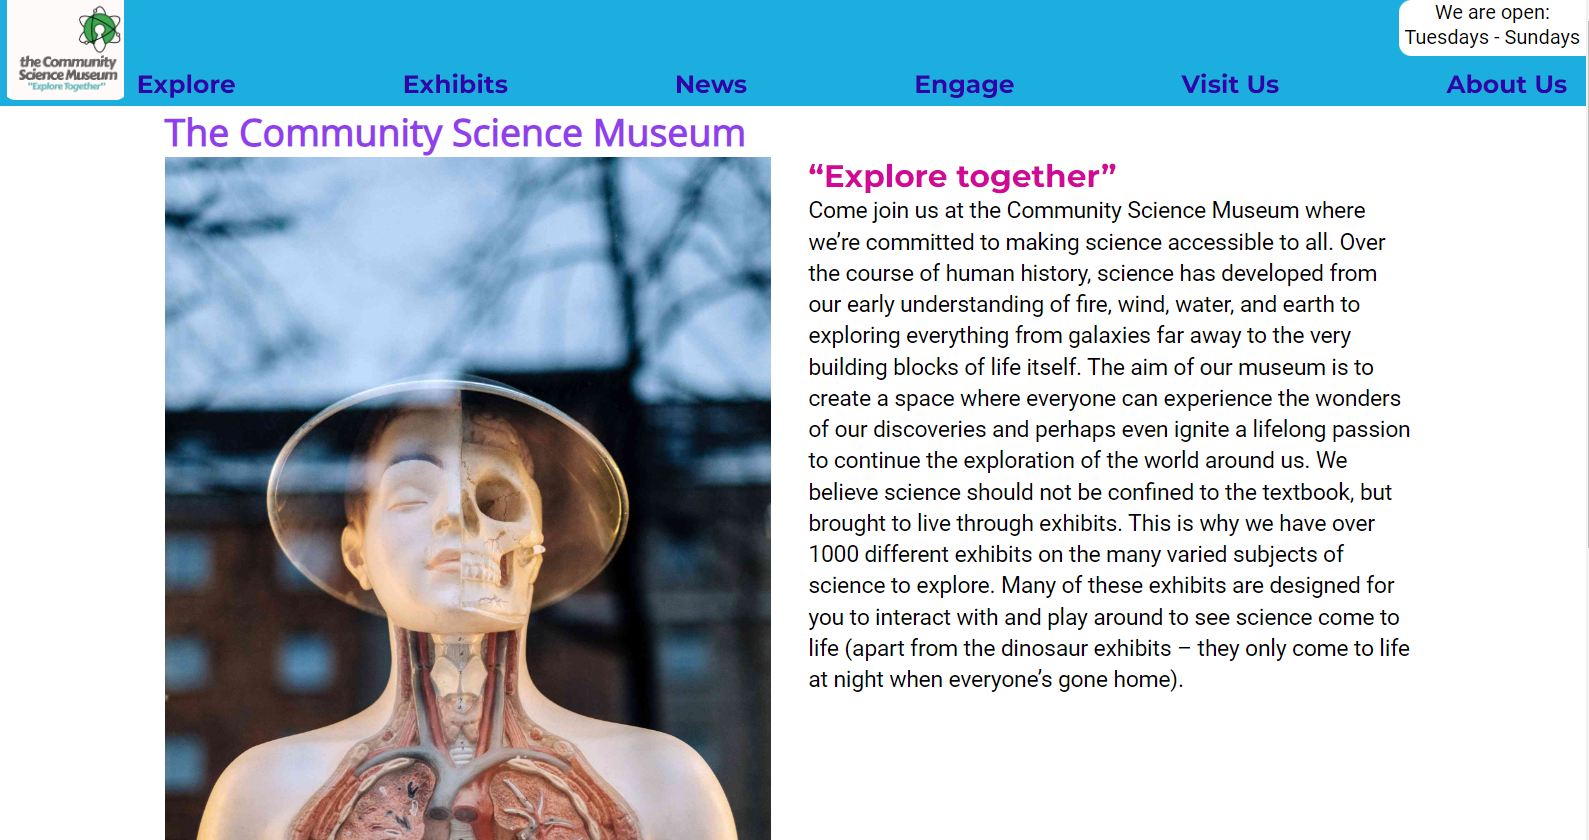 the Community
Science Museum
"Explore Together"
We are open:
Tuesdays - Sundays
Explore
Exhibits
News
Engage
Visit Us
About Us
The Community Science Museum
“Explore together”
Come join us at the Community Science Museum where
we’re committed to making science accessible to all. Over
the course of human history, science has developed from
our early understanding of fire, wind, water, and earth to
exploring everything from galaxies far away to the very
building blocks of life itself. The aim of our museum is to
create a space where everyone can experience the wonders
of our discoveries and perhaps even ignite a lifelong passion
to continue the exploration of the world around us. We
believe science should not be confined to the textbook, but
brought to live through exhibits. This is why we have over
1000 different exhibits on the many varied subjects of
science to explore. Many of these exhibits are designed for
you to interact with and play around to see science come to
life (apart from the dinosaur exhibits – they only come to life
at night when everyone’s gone home).